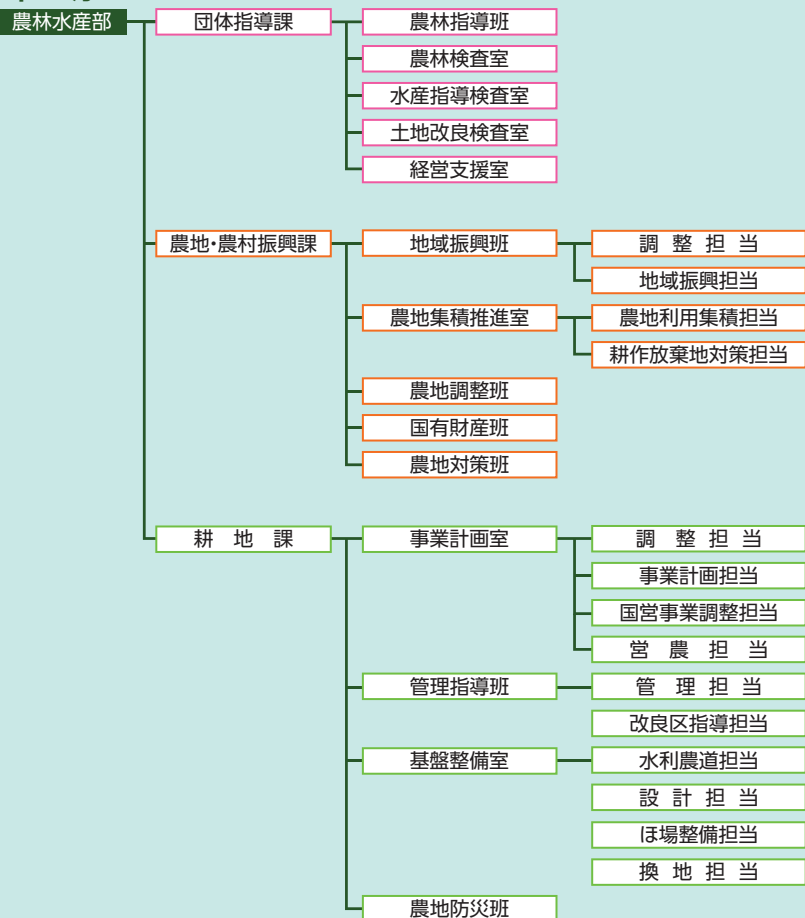 農林水産部
団体指導課
農林指導班
農林検査室
水産指導検査室
土地改良検査室
経営支援室
農地・農村振興課
地域振興班
調整担当
地域振興担当
農地集積推進室
農地利用集積担当
耕作放棄地対策担当
農地調整班
国有財産班
農地対策班
耕地課
事業計画室
調整担当
事業計画担当
国営事業調整担当
営農担当
管理指導班
管理担当
改良区指導担当
基盤整備室
水利農道担当
設計担当
ほ場整備担当
換地担当
農地防災班